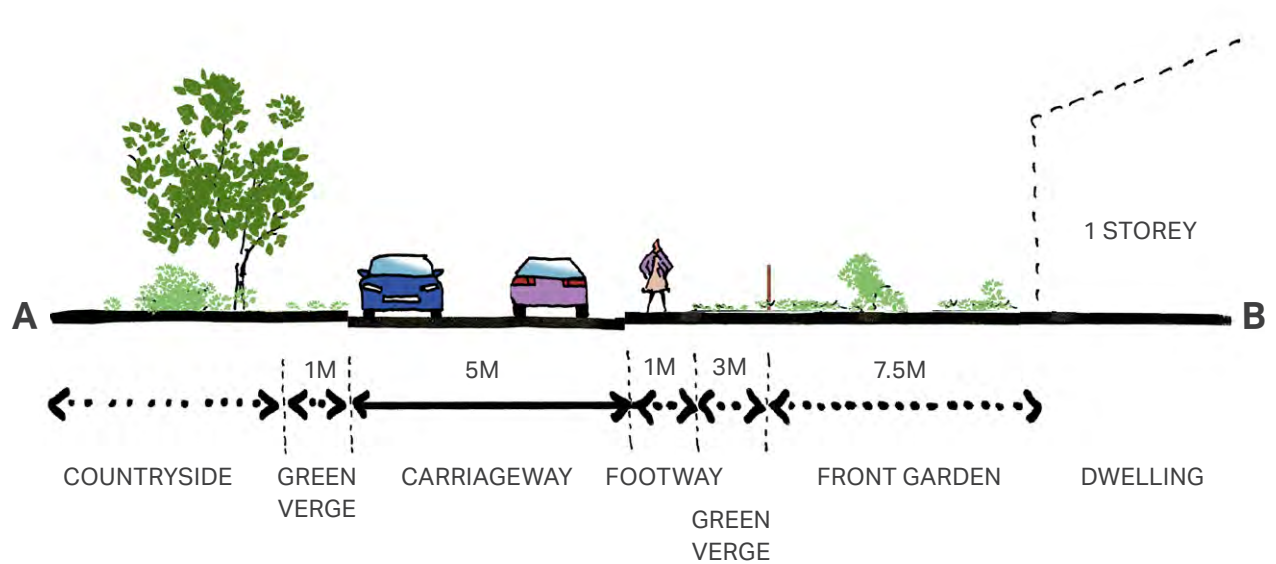 1 STOREY
A
B
1M
5M
1M
3M
7.5M
COUNTRYSIDE
GREEN
VERGE
CARRIAGEWAY
FOOTWAY
GREEN
VERGE
FRONT GARDEN
DWELLING